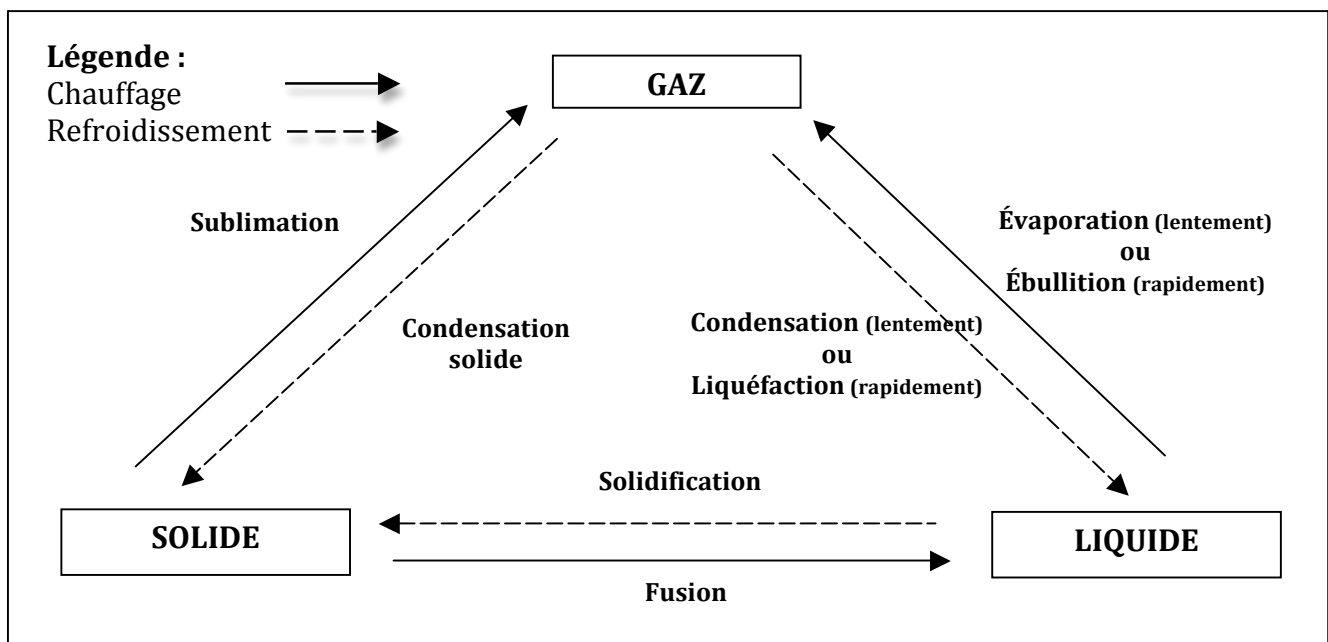 Légende :
Chauffage
Refroidissement
GAZ
Sublimation
Évaporation (lentement)
ou
Ébullition (rapidement)
Condensation
solide
Condensation (lentement)
ou
Liquéfaction (rapidement)
Solidification
SOLIDE
LIQUIDE
Fusion